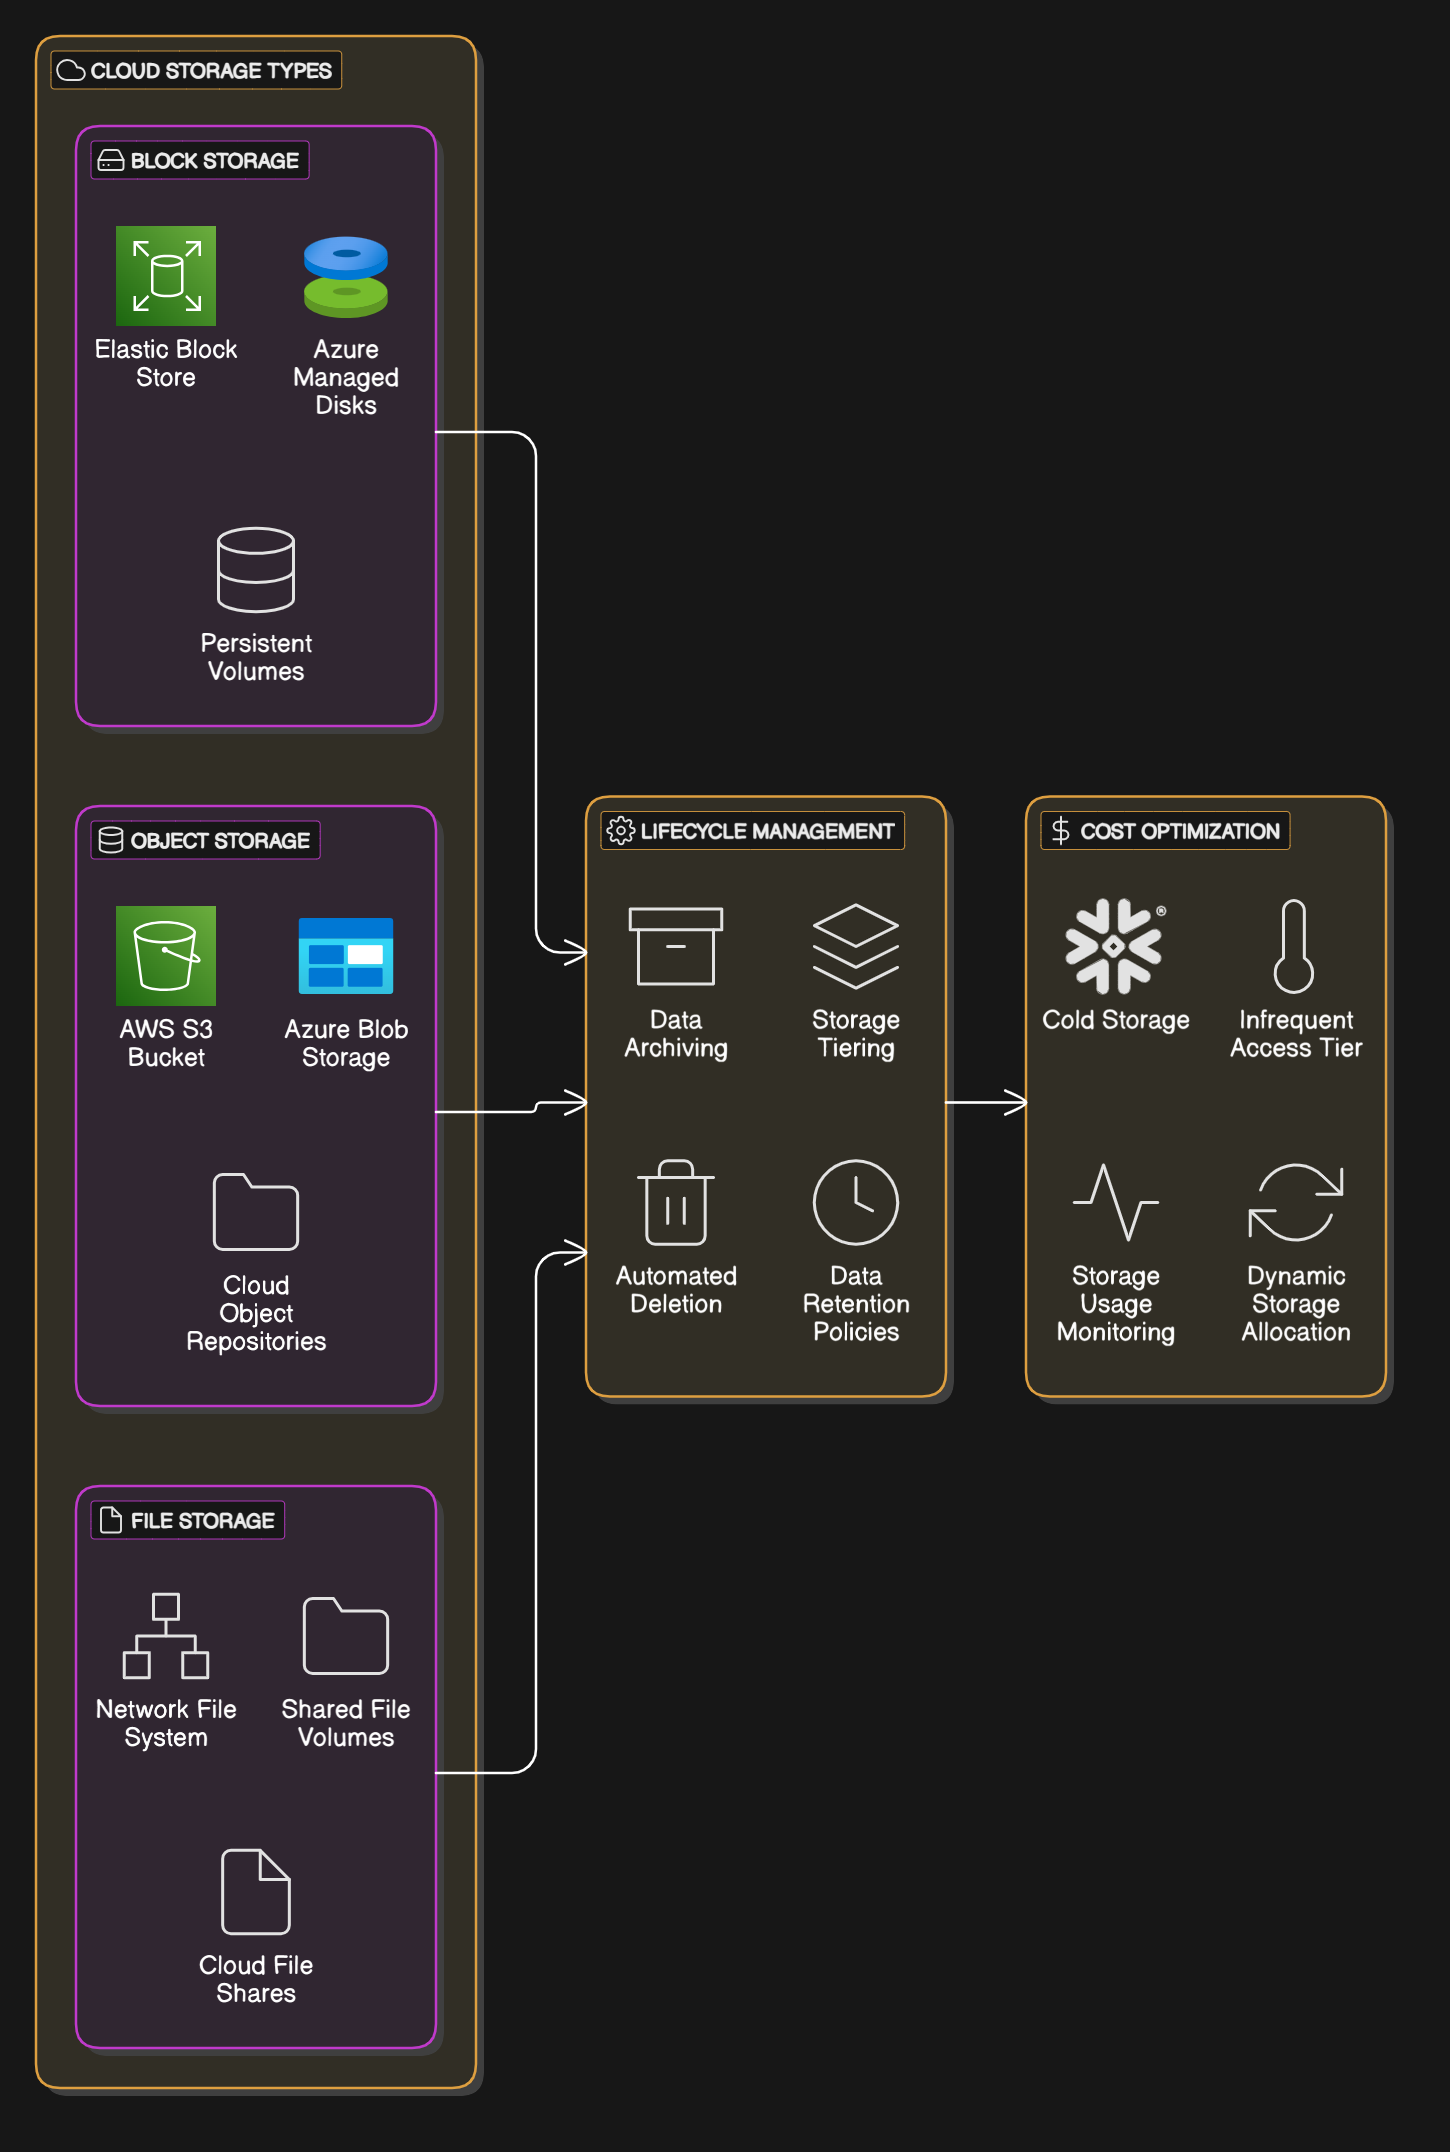 CLOUD STORAGE TYPES
BLOCK STORAGE
Elastic Block
Store
Azure
Managed
Disks
Persistent
Volumes
OBJECT STORAGE
AWS S3
Bucket
Azure Blob
Storage
Cloud
Object
Repositories
FILE STORAGE
Network File
System
Shared File
Volumes
Cloud File
Shares
LIFECYCLE MANAGEMENT
Data
Archiving
Storage
Tiering
Automated
Deletion
Data
Retention
Policies
$ COST OPTIMIZATION
®
Cold Storage
Infrequent
Access Tier
Storage
Usage
Monitoring
Dynamic
Storage
Allocation